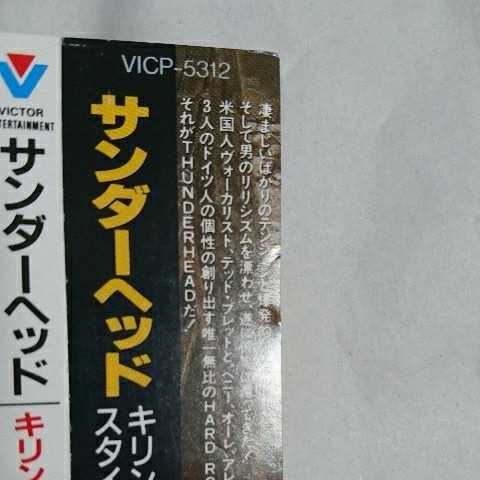 VICTOR
ERTAINMENT
サンダーヘッド
キリン
VICP-5312
サンダーヘッド
キリン
スタイ
凄まじいばかりのテンションと爆発
そして男のリリシズムを漂わせ、遂に
米国人ヴォーカリスト、テッド・ブレットと、ヘニー、オーレ、アレ
3人のドイツ人の個性の創り出す唯一無比のHARD RO
それがTHUNDERHEADだ!